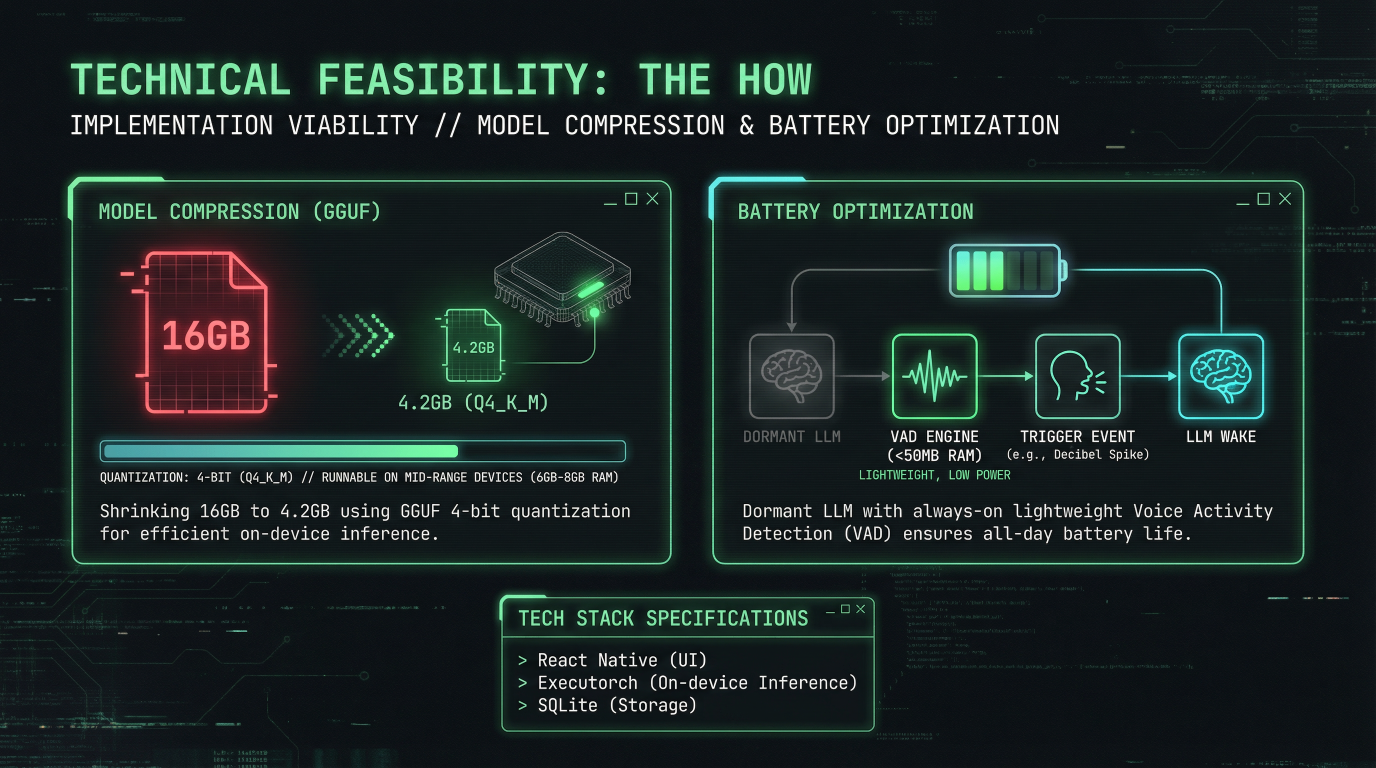 TECHNICAL FEASIBILITY: THE HOW
IMPLEMENTATION VIABILITY // MODEL COMPRESSION & BATTERY OPTIMIZATION
MODEL COMPRESSION (GGUF)
16GB
4.2GB
4.2GB (Q4_K_M)
QUANTIZATION: 4-BIT (Q4_K_M) // RUNNABLE ON MID-RANGE DEVICES (6GB-8GB RAM)
Shrinking 16GB to 4.2GB using GGUF 4-bit quantization
for efficient on-device inference.
BATTERY OPTIMIZATION
DORMANT LLM
VAD ENGINE
(<50MB RAM)
LIGHTWEIGHT, LOW POWER
TRIGGER EVENT
(e.g., Decibel Spike)
LLM WAKE
Dormant LLM with always-on lightweight Voice Activity
Detection (VAD) ensures all-day battery life.
TECH STACK SPECIFICATIONS
> React Native (UI)
> Executorch (On-device Inference)
> SQLite (Storage)